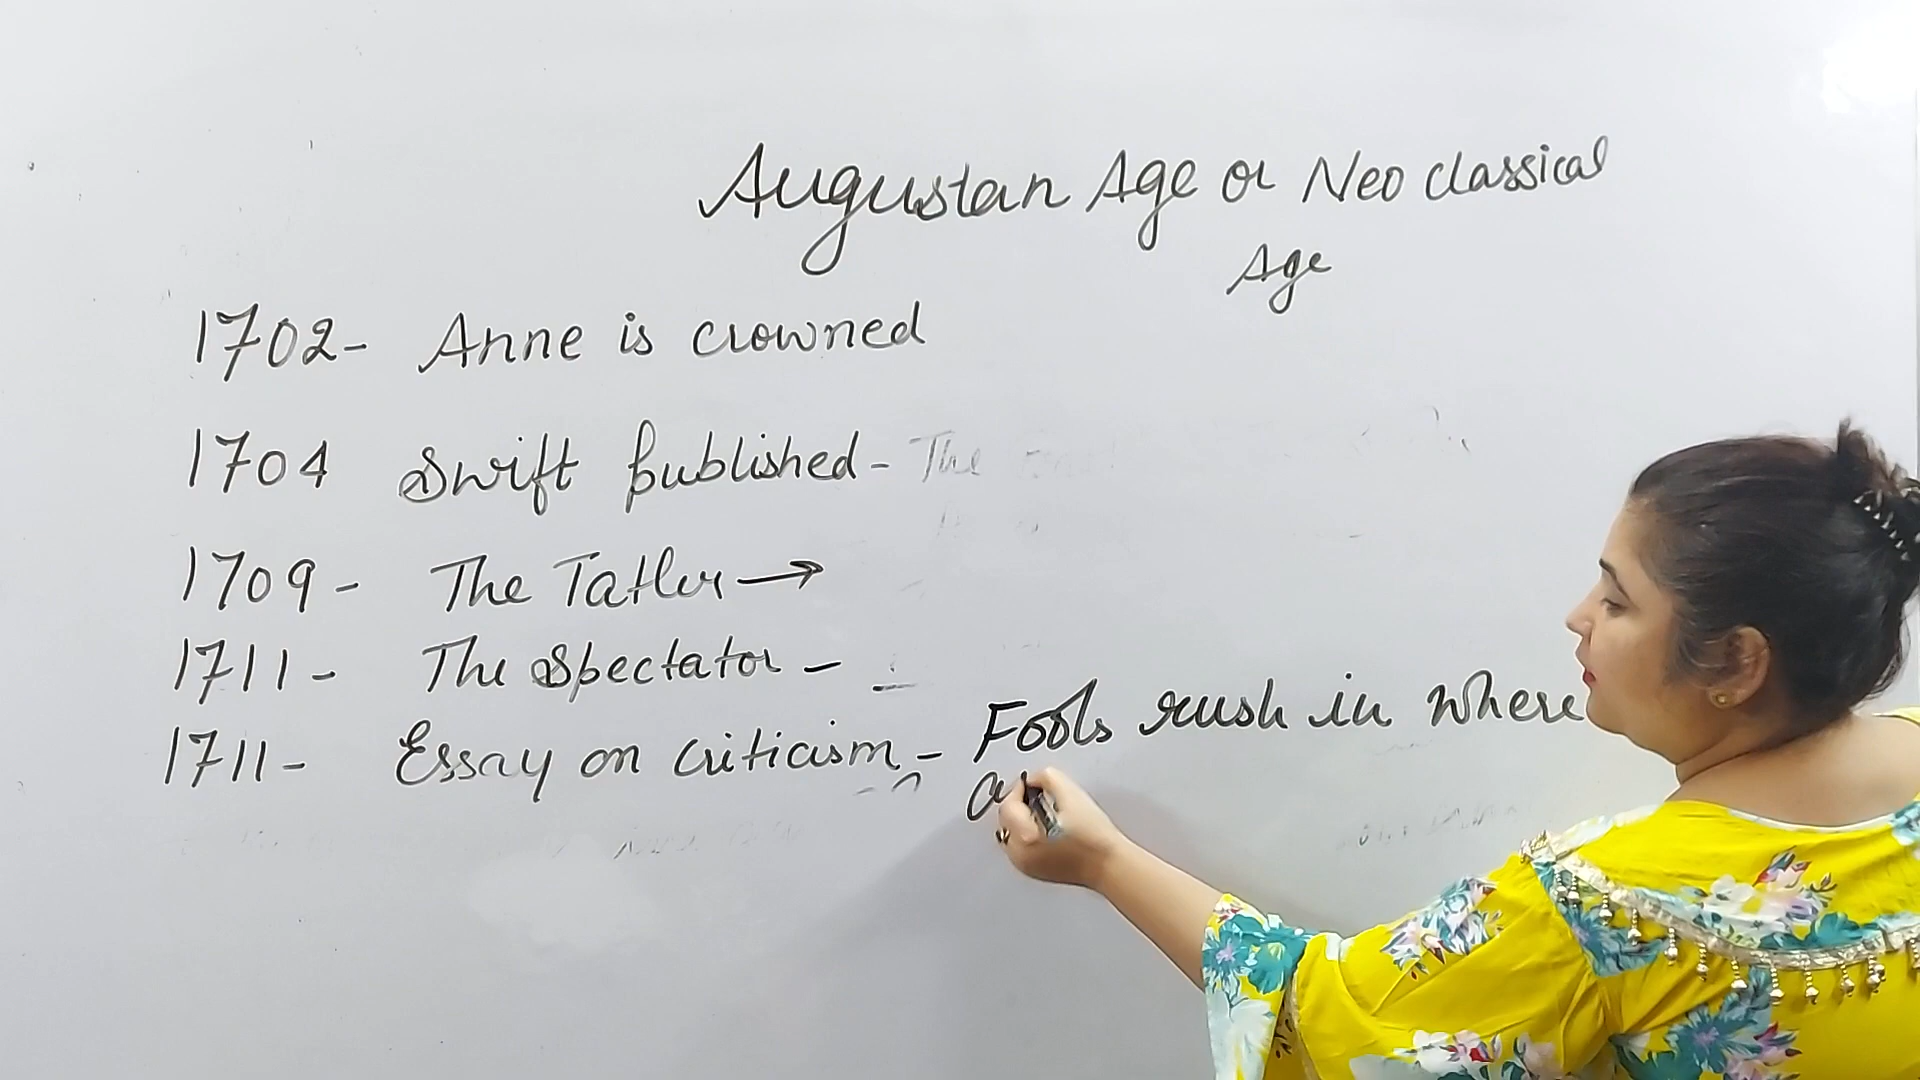 Augustan Age or Neo classical
Age
1702- Anne is crowned
1704 Swift published - The
1709 - The Tatler →
1711 - The Spectator -
1711 - Essay on criticism - Fools rush in where